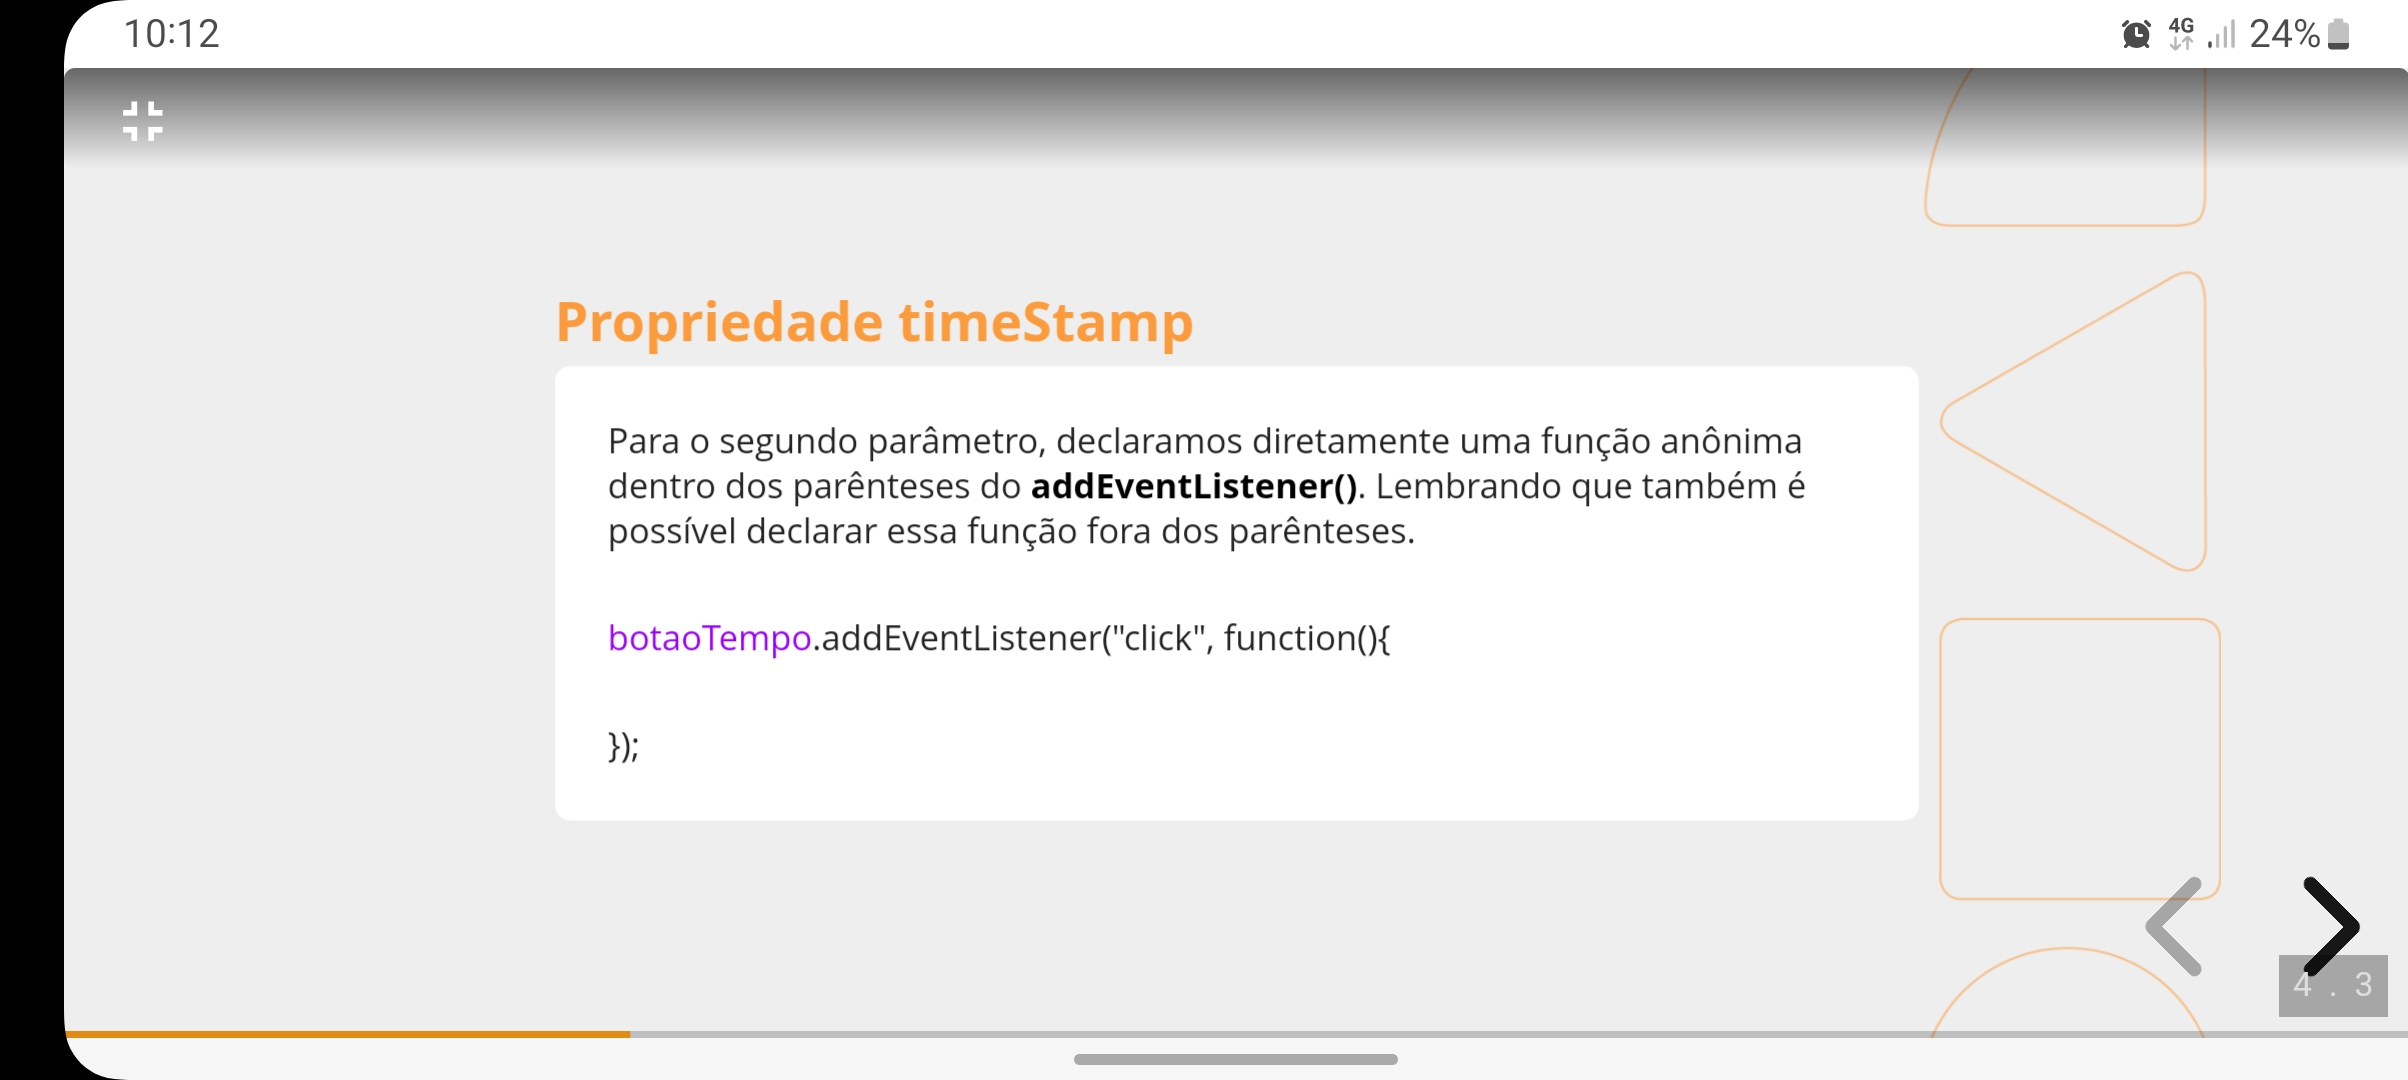 10:12
4G 24%
Propriedade timeStamp
Para o segundo parâmetro, declaramos diretamente uma função anônima
dentro dos parênteses do addEventListener(). Lembrando que também é
possível declarar essa função fora dos parênteses.
botaoTempo.addEventListener("click", function(){
});
4 . 3